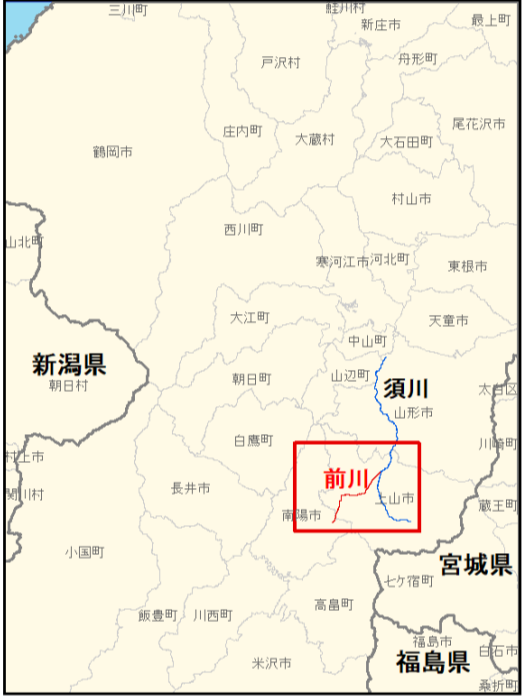 三川町
鮭川村
最上町
新庄市
戸沢村
舟形町
庄内町
大蔵村
大石田町
尾花沢市
鶴岡市
村山市
西川町
山北町
寒河江市
河北町
東根市
大江町
天童市
中山町
新潟県
朝日村
朝日町
山辺町
須川
太白区
山形市
白鷹町
川崎町
村上市
前川
関川村
長井市
上山市
南陽市
蔵王町
小国町
宮城県
七ケ宿町
高畠町
飯豊町
川西町
福島市
白石市
米沢市
福島県
桑折町